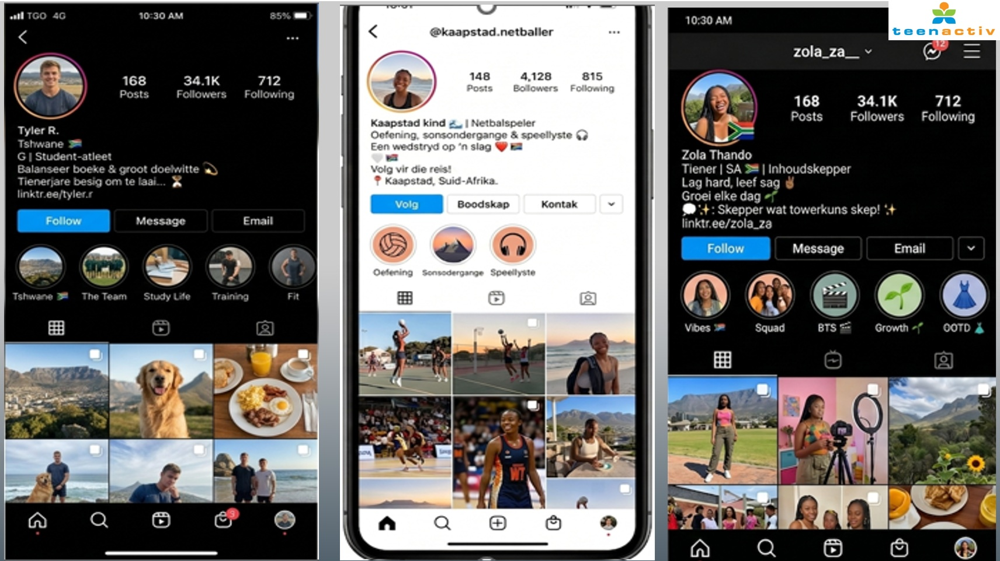 TGO 4G 10:30 AM 85%
168 34.1K 712
Posts Followers Following
Tyler R.
Tshwane
G | Student-atleet
Balanseer boeke & groot doelwitte
Tienerjare besig om te laai...
linktr.ee/tyler.r
Follow Message Email
Tshwane The Team Study Life Training Fit
3
@kaapstad.netballer
148 4,128 815
Posts Bollowers Following
Kaapstad kind | Netbalspeler
Oefening, sonsondergange & speellyste
Een wedstryd op 'n slag
Volg vir die reis!
Kaapstad, Suid-Afrika.
Volg Boodskap Kontak
Oefening Sonsodergange Speellyste
WT
10:30 AM
teenactiv
zola_za__ 12
168 34.1K 712
Posts Followers Following
Zola Thando
Tiener | SA | Inhoudskepper
Lag hard, leef sag
Groei elke dag
: Skepper wat towerkuns skep!
linktr.ee/zola_za
Follow Message Email
Vibes Squad BTS Growth OOTD